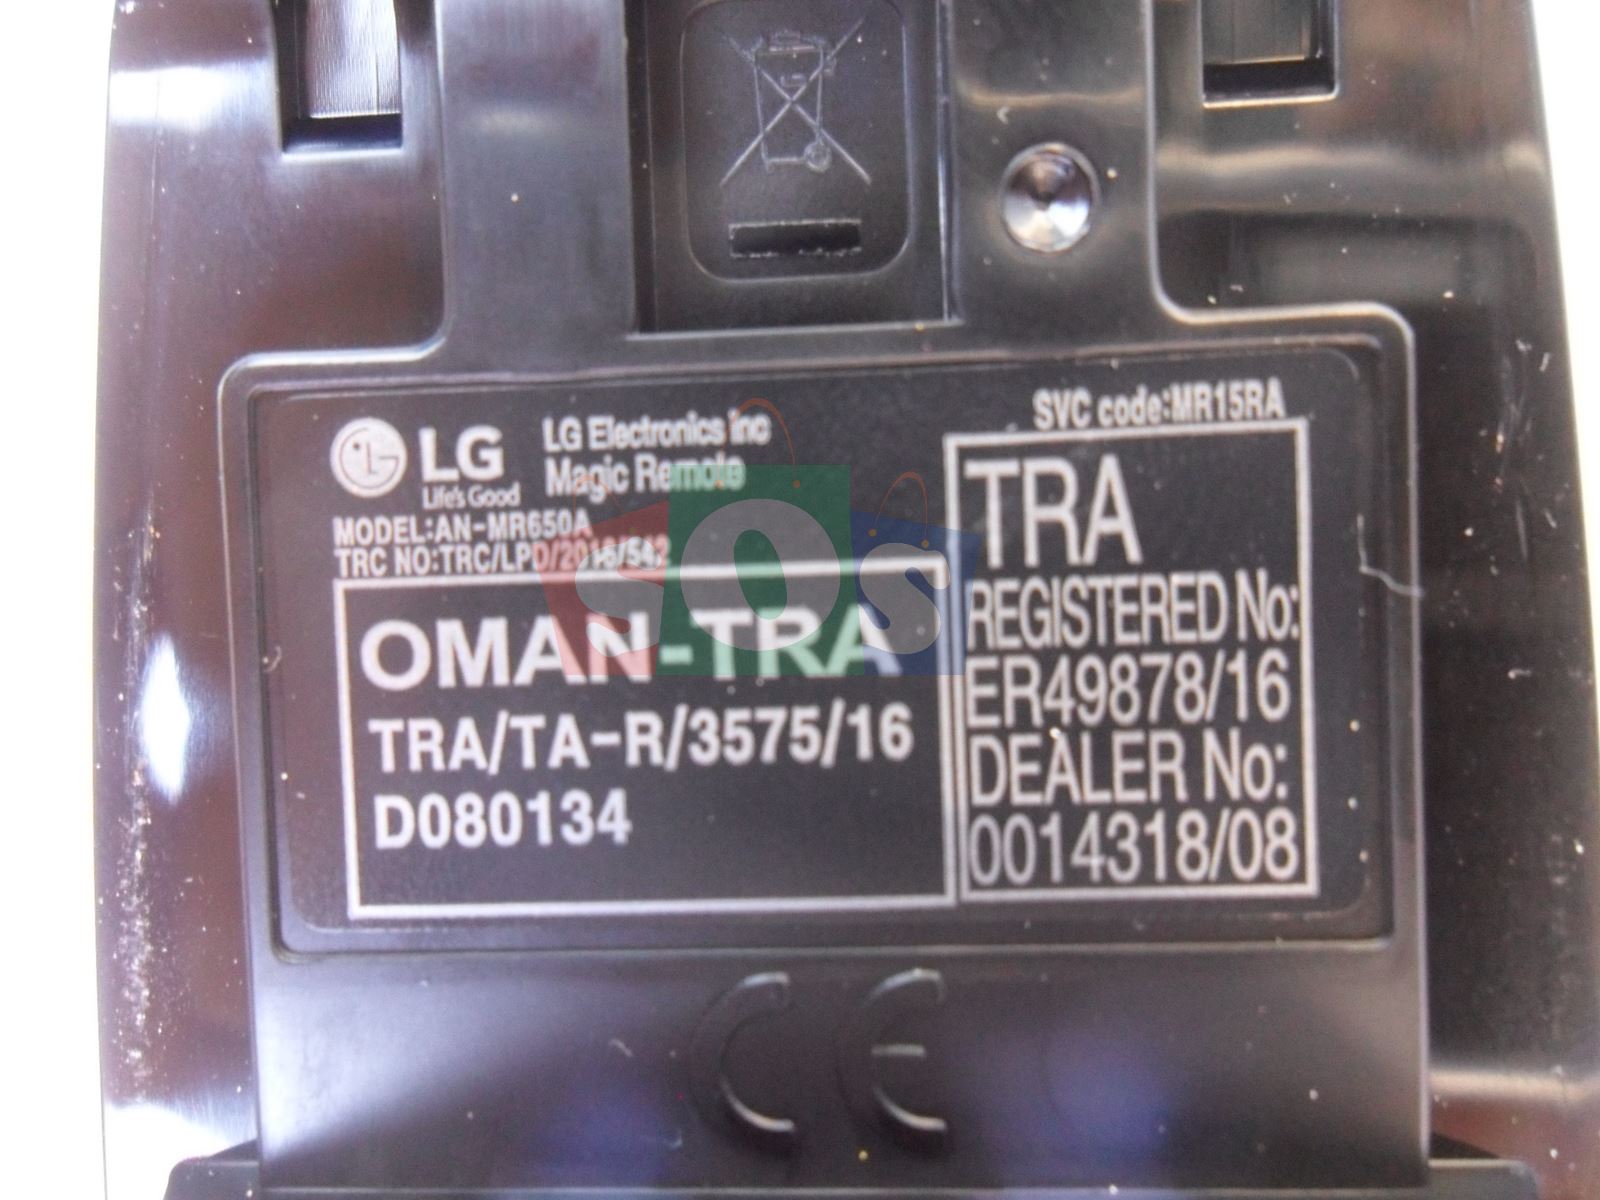 SVC code:MR15RA
LG
Life's Good
LG Electronics Inc
Magic Remote
MODEL:AN-MR650A
TRC NO:TRC/LPD/2016/542
OMAN-TRA
TRA/TA-R/3575/16
D080134
TRA
REGISTERED No:
ER49878/16
DEALER No:
0014318/08
SOS
CE